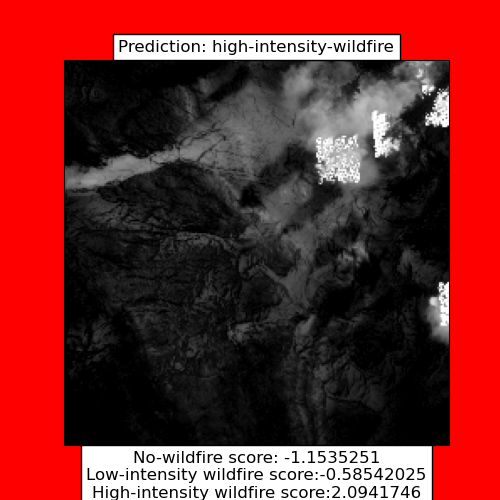 Prediction: high-intensity-wildfire
No-wildfire score: -1.1535251
Low-intensity wildfire score:-0.58542025
High-intensity wildfire score:2.0941746